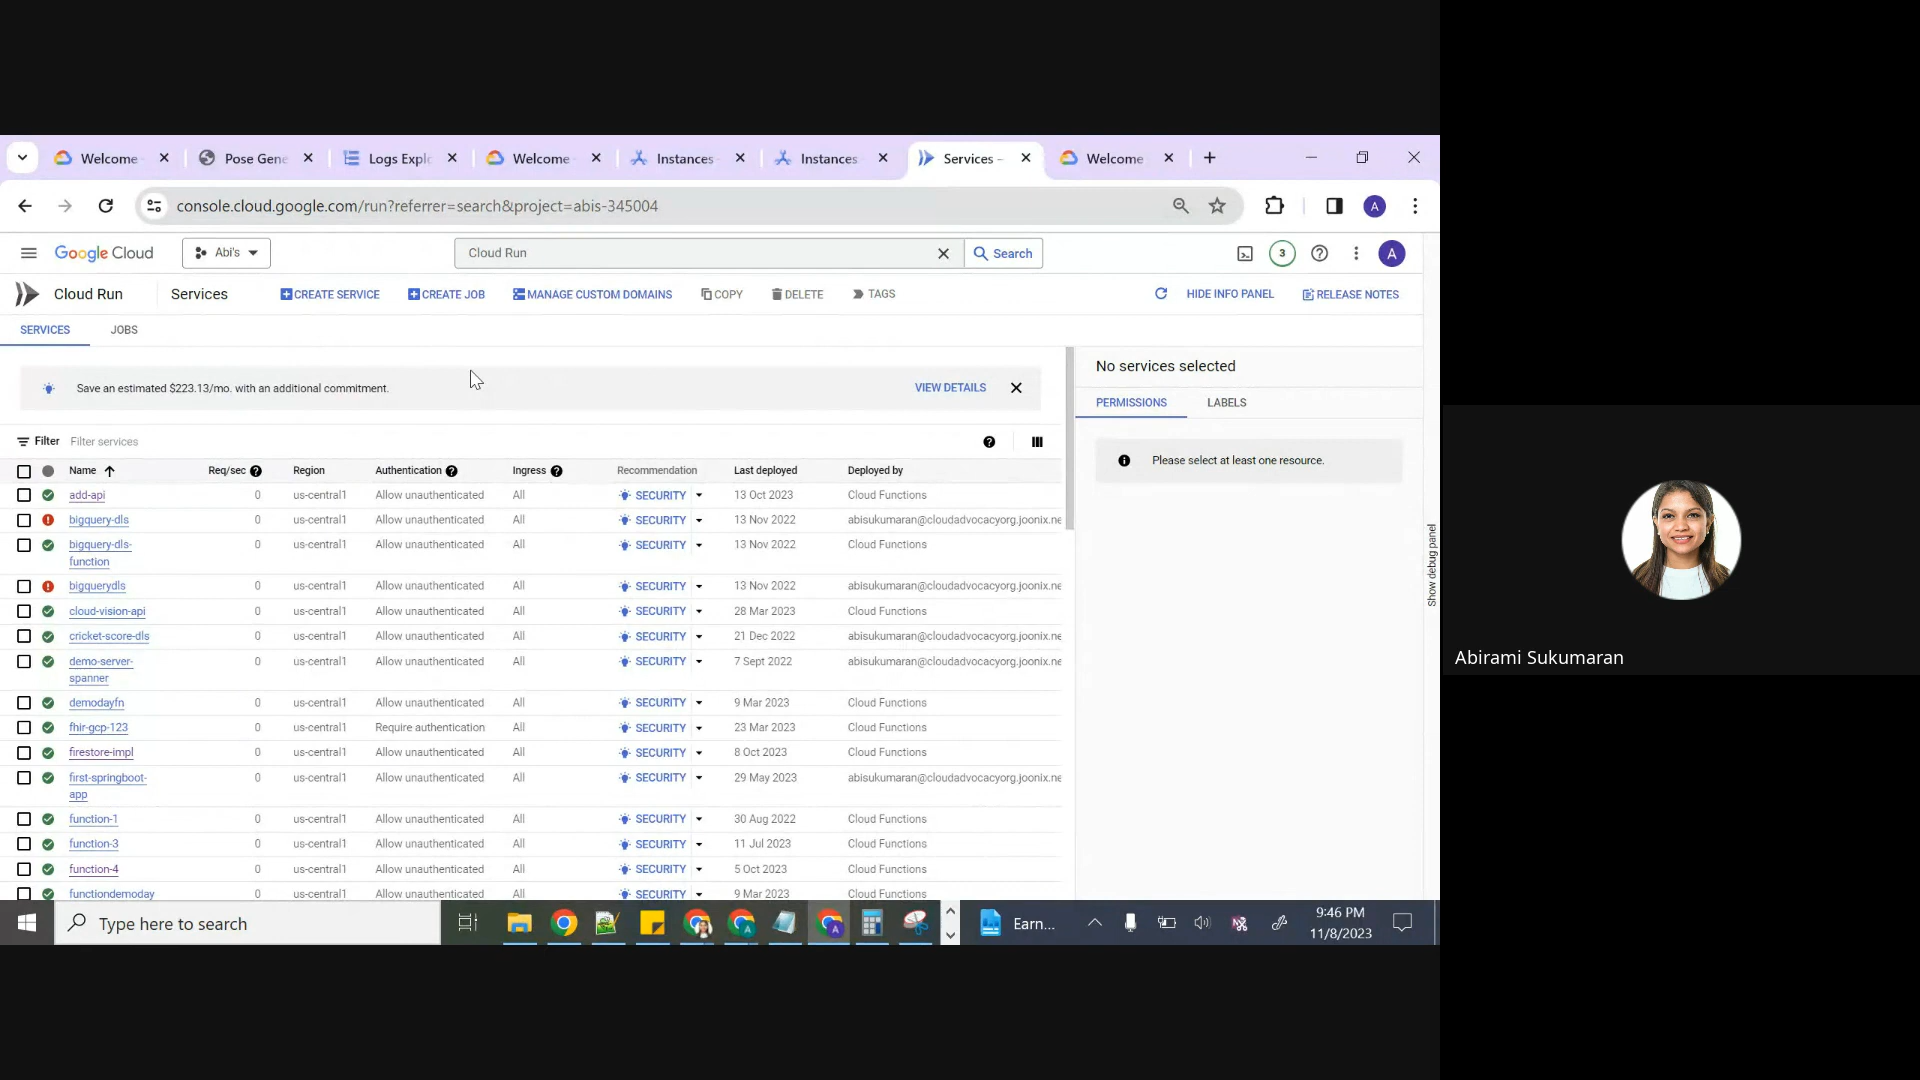 Welcome
Pose Gene
Logs Explo
Welcome
Instances
Instances
Services –
Welcome
console.cloud.google.com/run?referrer=search&project=abis-345004
A
Google Cloud
Abi's
Cloud Run
Search
3
A
Cloud Run
Services
CREATE SERVICE
CREATE JOB
MANAGE CUSTOM DOMAINS
COPY
DELETE
TAGS
HIDE INFO PANEL
RELEASE NOTES
SERVICES
JOBS
Save an estimated $223.13/mo. with an additional commitment.
VIEW DETAILS
No services selected
PERMISSIONS
LABELS
Please select at least one resource.
Filter Filter services
Name Req/sec Region Authentication Ingress Recommendation Last deployed Deployed by
add-api 0 us-central1 Allow unauthenticated All SECURITY 13 Oct 2023 Cloud Functions
bigquery-dls 0 us-central1 Allow unauthenticated All SECURITY 13 Nov 2022 abisukumaran@cloudadvocacyorg.joonix.ne
bigquery-dls- 0 us-central1 Allow unauthenticated All SECURITY 13 Nov 2022 Cloud Functions
function
bigquerydls 0 us-central1 Allow unauthenticated All SECURITY 13 Nov 2022 abisukumaran@cloudadvocacyorg.joonix.ne
cloud-vision-api 0 us-central1 Allow unauthenticated All SECURITY 28 Mar 2023 Cloud Functions
cricket-score-dls 0 us-central1 Allow unauthenticated All SECURITY 21 Dec 2022 abisukumaran@cloudadvocacyorg.joonix.ne
demo-server- 0 us-central1 Allow unauthenticated All SECURITY 7 Sept 2022 abisukumaran@cloudadvocacyorg.joonix.ne
spanner
demodayfn 0 us-central1 Allow unauthenticated All SECURITY 9 Mar 2023 Cloud Functions
fhir-gcp-123 0 us-central1 Require authentication All SECURITY 23 Mar 2023 Cloud Functions
firestore-impl 0 us-central1 Allow unauthenticated All SECURITY 8 Oct 2023 Cloud Functions
first-springboot- 0 us-central1 Allow unauthenticated All SECURITY 29 May 2023 abisukumaran@cloudadvocacyorg.joonix.ne
app
function-1 0 us-central1 Allow unauthenticated All SECURITY 30 Aug 2022 Cloud Functions
function-3 0 us-central1 Allow unauthenticated All SECURITY 11 Jul 2023 Cloud Functions
function-4 0 us-central1 Allow unauthenticated All SECURITY 5 Oct 2023 Cloud Functions
functiondemoday 0 us-central1 Allow unauthenticated All SECURITY 9 Mar 2023 Cloud Functions
Show debug panel
Type here to search
Earn...
9:46 PM
11/8/2023
Abirami Sukumaran